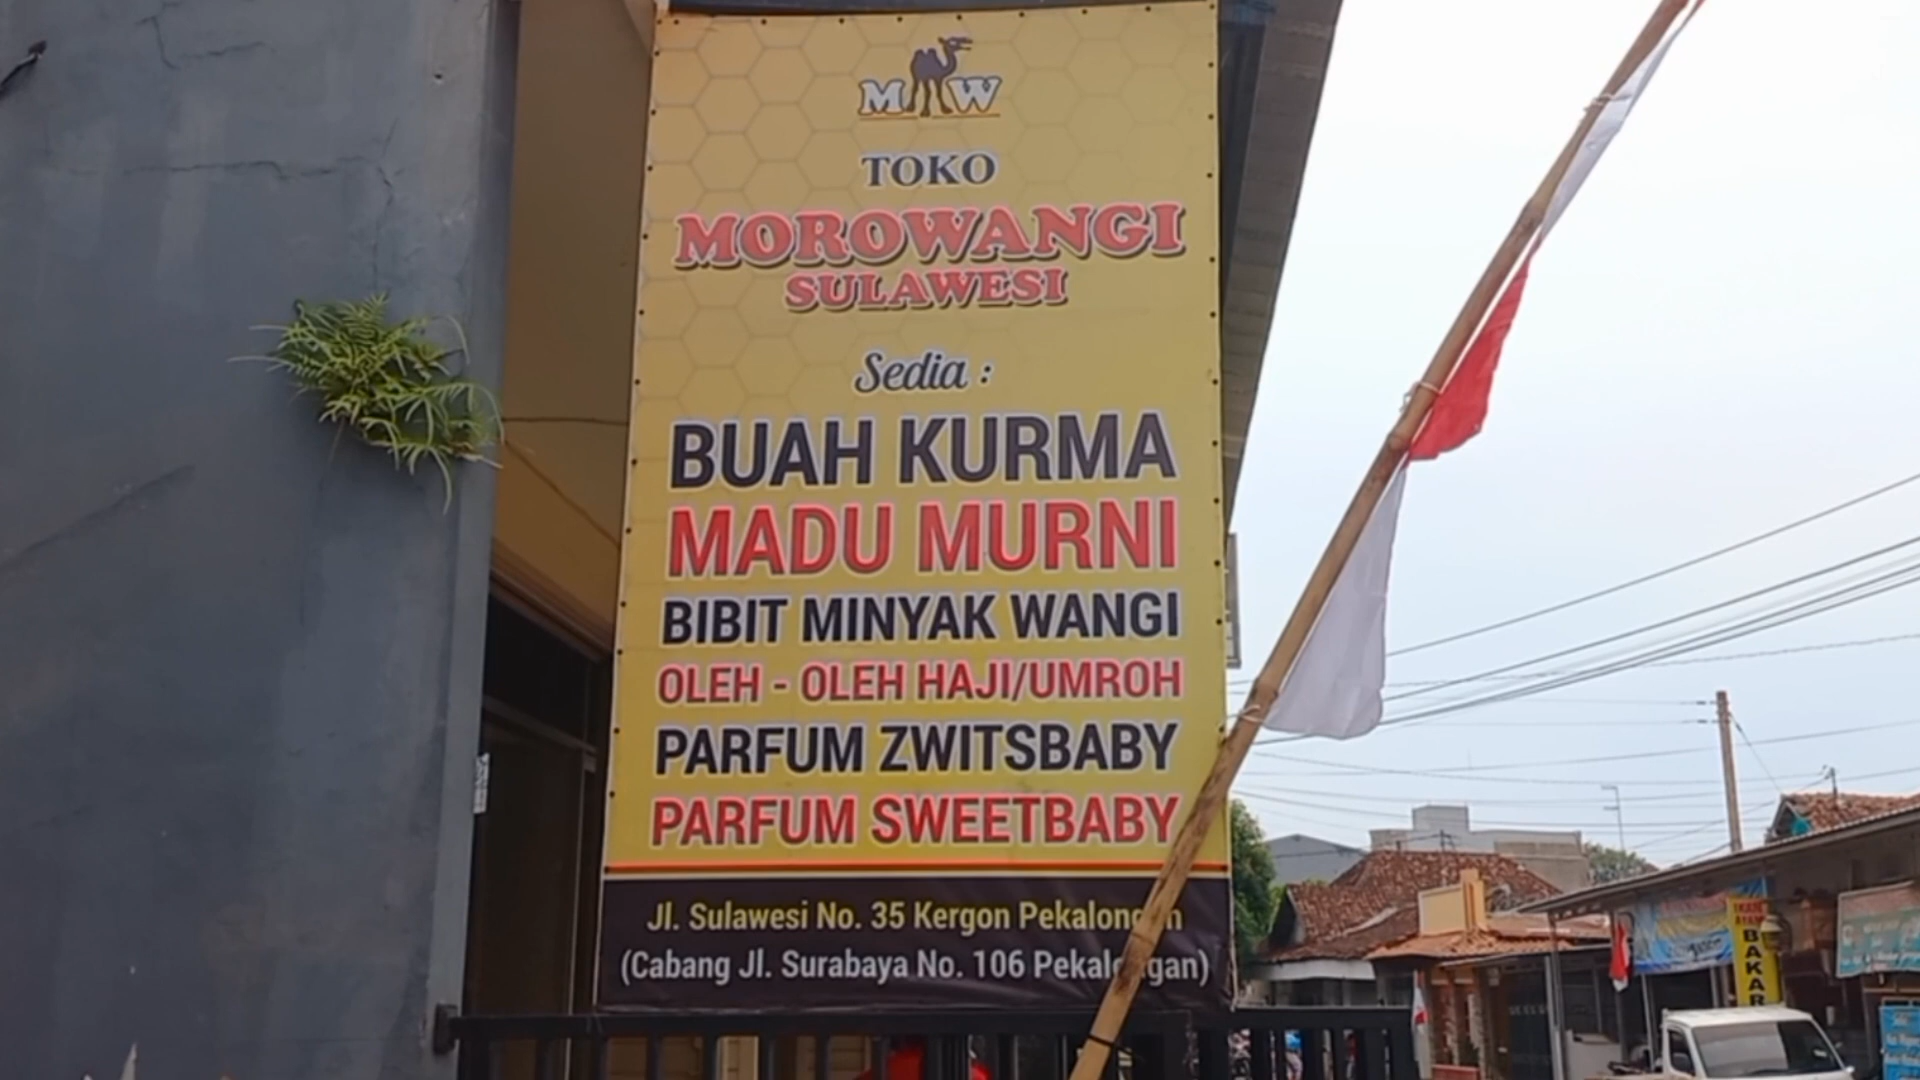 MW
TOKO
MOROWANGI
SULAWESI
Sedia :
BUAH KURMA
MADU MURNI
BIBIT MINYAK WANGI
OLEH - OLEH HAJI/UMROH
PARFUM ZWITSBABY
PARFUM SWEETBABY
Jl. Sulawesi No. 35 Kergon Pekalongan
(Cabang Jl. Surabaya No. 106 Pekalongan)
BAKAR